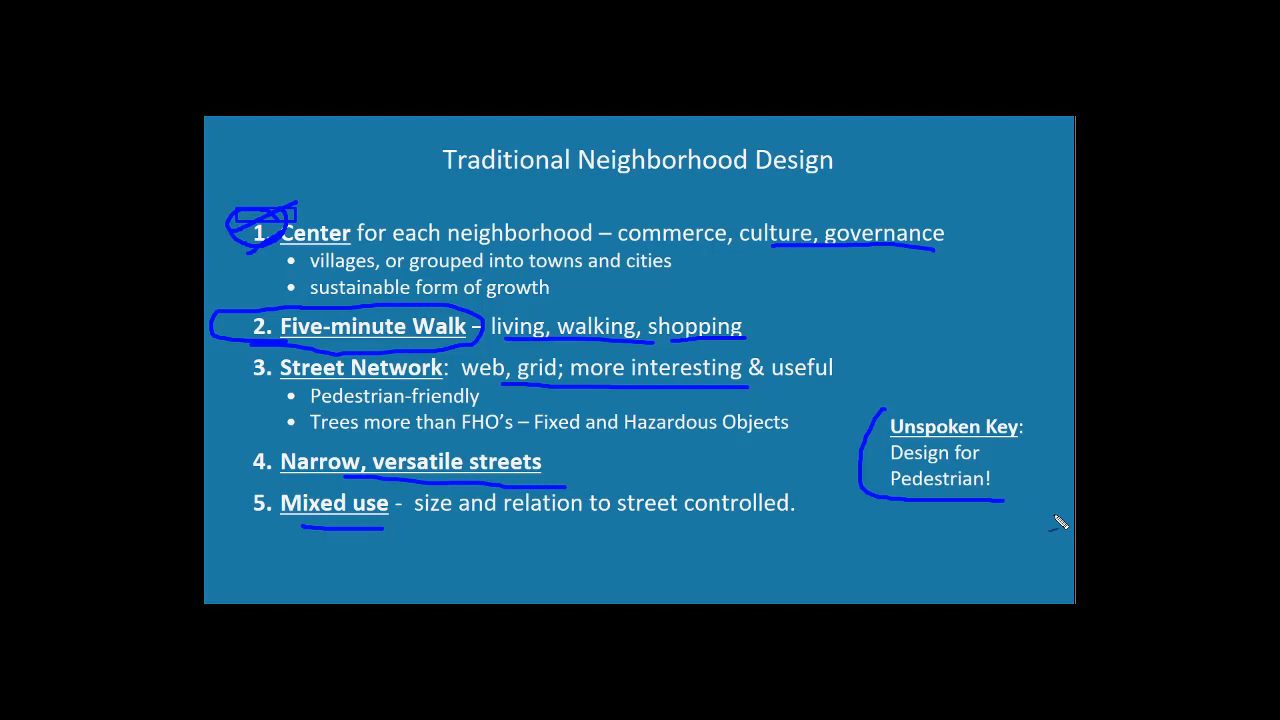 Traditional Neighborhood Design
1. Center for each neighborhood – commerce, culture, governance
• villages, or grouped into towns and cities
• sustainable form of growth
2. Five-minute Walk – living, walking, shopping
3. Street Network: web, grid; more interesting & useful
• Pedestrian-friendly
• Trees more than FHO's – Fixed and Hazardous Objects
4. Narrow, versatile streets
5. Mixed use - size and relation to street controlled.
Unspoken Key:
Design for
Pedestrian!